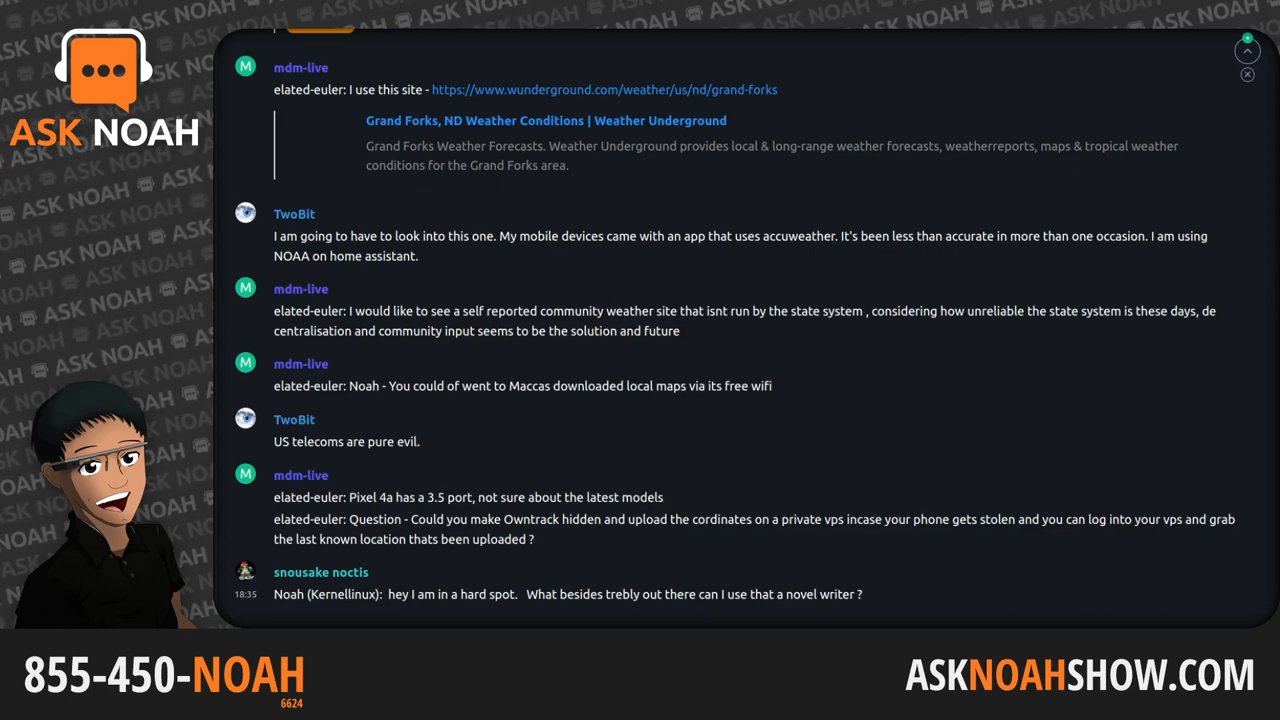 ASK NOAH
M
mdm-live
elated-euler: I use this site - https://www.wunderground.com/weather/us/nd/grand-forks
Grand Forks, ND Weather Conditions | Weather Underground
Grand Forks Weather Forecasts. Weather Underground provides local & long-range weather forecasts, weatherreports, maps & tropical weather
conditions for the Grand Forks area.
TwoBit
I am going to have to look into this one. My mobile devices came with an app that uses accuweather. It's been less than accurate in more than one occasion. I am using
NOAA on home assistant.
M
mdm-live
elated-euler: I would like to see a self reported community weather site that isnt run by the state system , considering how unreliable the state system is these days, de
centralisation and community input seems to be the solution and future
M
mdm-live
elated-euler: Noah - You could of went to Maccas downloaded local maps via its free wifi
TwoBit
US telecoms are pure evil.
M
mdm-live
elated-euler: Pixel 4a has a 3.5 port, not sure about the latest models
elated-euler: Question - Could you make Owntrack hidden and upload the cordinates on a private vps incase your phone gets stolen and you can log into your vps and grab
the last known location thats been uploaded ?
snousake noctis
18:35 Noah (Kernellinux): hey I am in a hard spot. What besides trebly out there can I use that a novel writer ?
855-450-NOAH
6624
ASKNOAHSHOW.COM